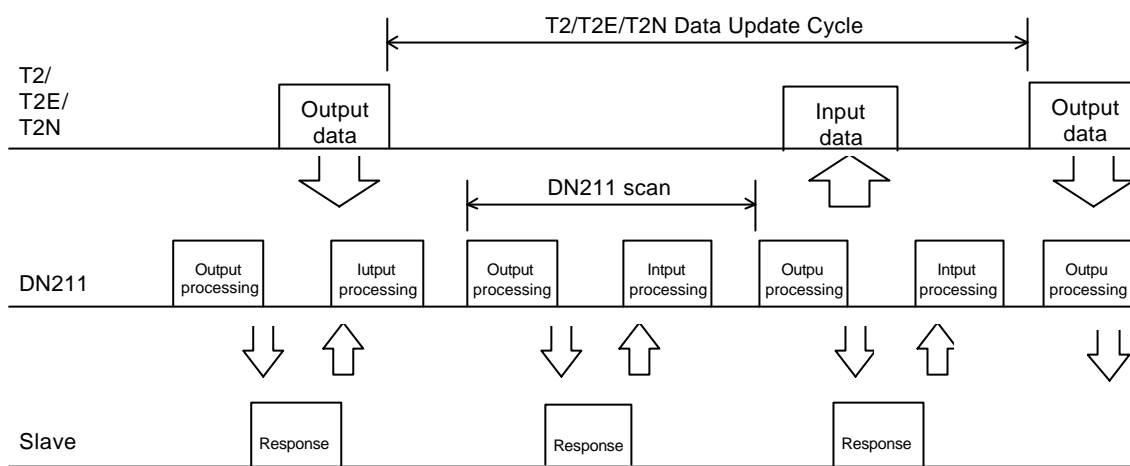 T2/T2E/T2N Data Update Cycle
T2/
T2E/
T2N
Output
data
Input
data
Output
data
DN211 scan
DN211
Output
processing
Iutput
processing
Output
processing
Intput
processing
Outpu
processing
Intput
processing
Outpu
processing
Slave
Response
Response
Response